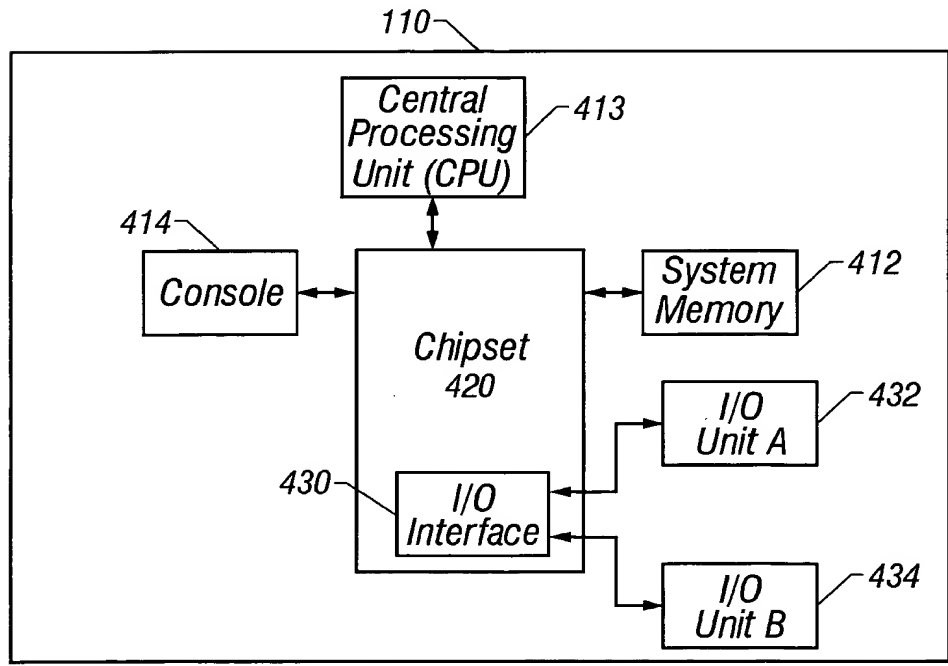 110
Central
Processing
Unit (CPU)
413
414
Console
System
Memory
412
Chipset
420
I/O
Unit A
432
430
I/O
Interface
I/O
Unit B
434